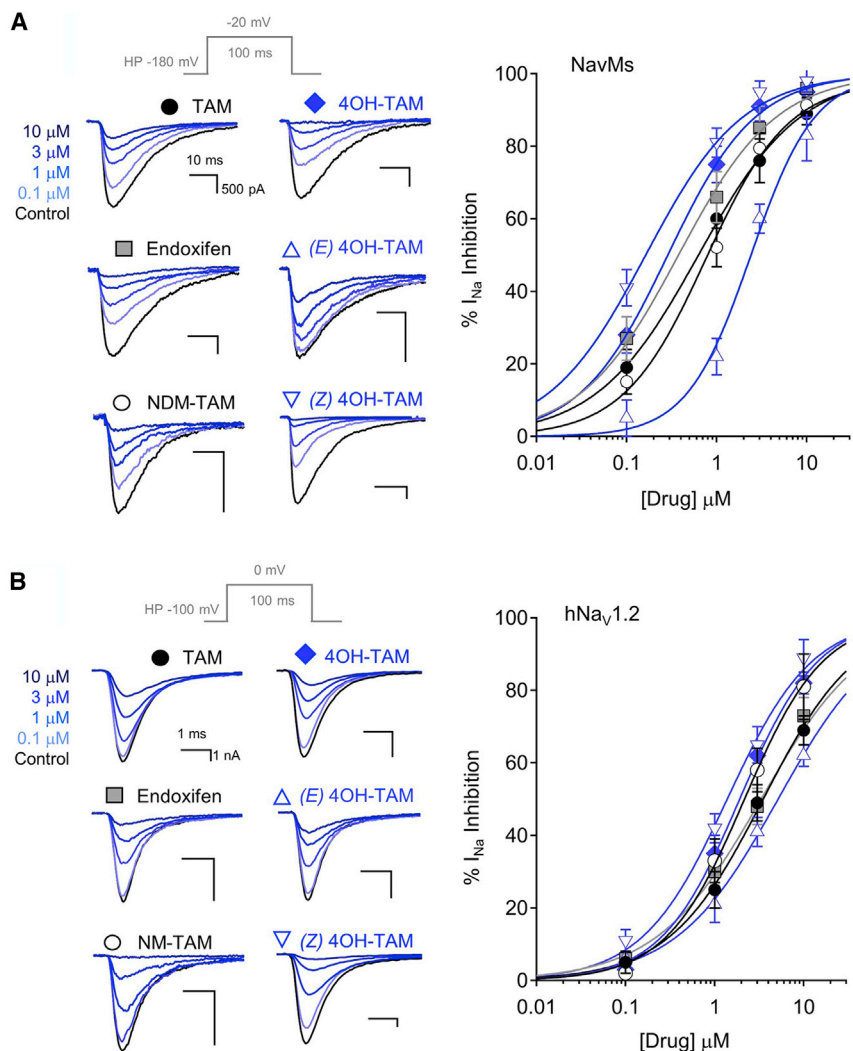 A
-20 mV
HP -180 mV
100 ms
TAM
4OH-TAM
10 μM
3 μM
1 μM
0.1 μM
Control
10 ms
500 pA
Endoxifen
(E) 4OH-TAM
NDM-TAM
(Z) 4OH-TAM
NavMs
100
80
60
40
20
0
% INa Inhibition
0.01
0.1
1
10
[Drug] μM
B
0 mV
HP -100 mV
100 ms
TAM
4OH-TAM
10 μM
3 μM
1 μM
0.1 μM
Control
1 ms
1 nA
Endoxifen
(E) 4OH-TAM
NM-TAM
(Z) 4OH-TAM
hNaV1.2
100
80
60
40
20
0
% INa Inhibition
0.01
0.1
1
10
[Drug] μM